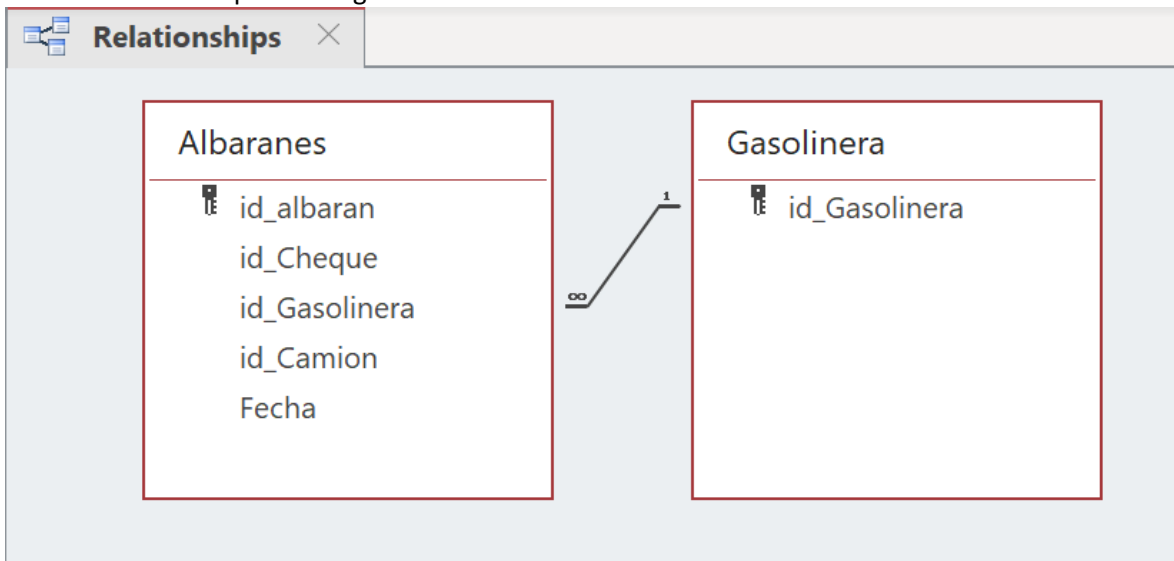 Relationships
Albaranes
id_albaran
id_Cheque
id_Gasolinera
id_Camion
Fecha
∞
1
Gasolinera
id_Gasolinera